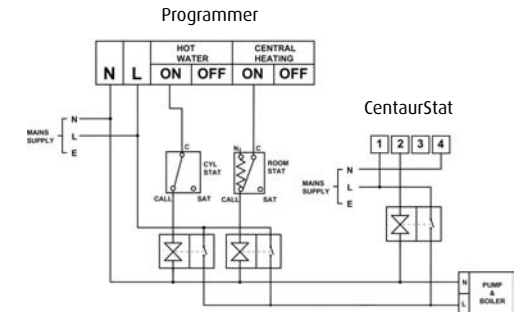 Programmer
HOT WATER
CENTRAL HEATING
N L ON OFF ON OFF
CentaurStat
MAINS SUPPLY
N
L
E
C
CYL STAT
CALL
SAT
N
C
ROOM STAT
CALL
SAT
1 2 3 4
MAINS SUPPLY
N
L
E
N
L
PUMP & BOILER